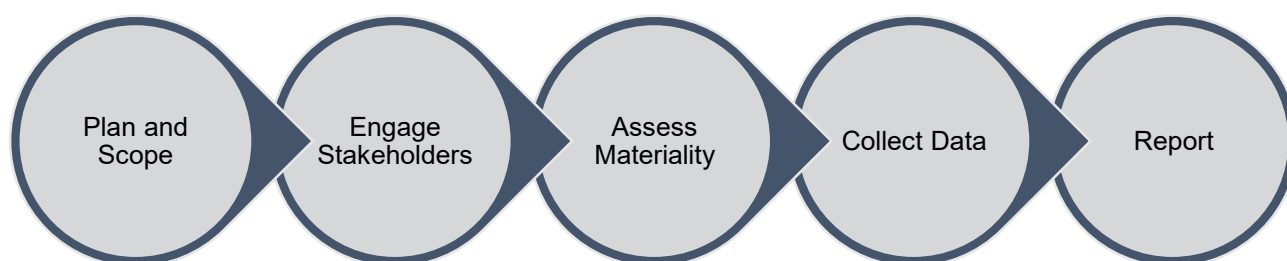 Plan and
Scope
Engage
Stakeholders
Assess
Materiality
Collect Data
Report